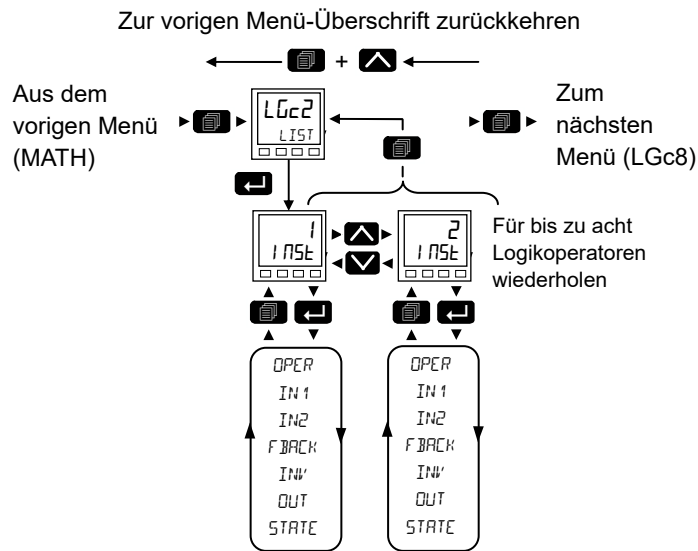 Zur vorigen Menü-Überschrift zurückkehren
+
Aus dem
vorigen Menü
(MATH)
LGc2
LIST
Zum
nächsten
Menü (LGc8)
1
INSt
2
INSt
Für bis zu acht
Logikoperatoren
wiederholen
OPER
IN1
IN2
FBACK
INV
OUT
STATE
OPER
IN1
IN2
FBACK
INV
OUT
STATE